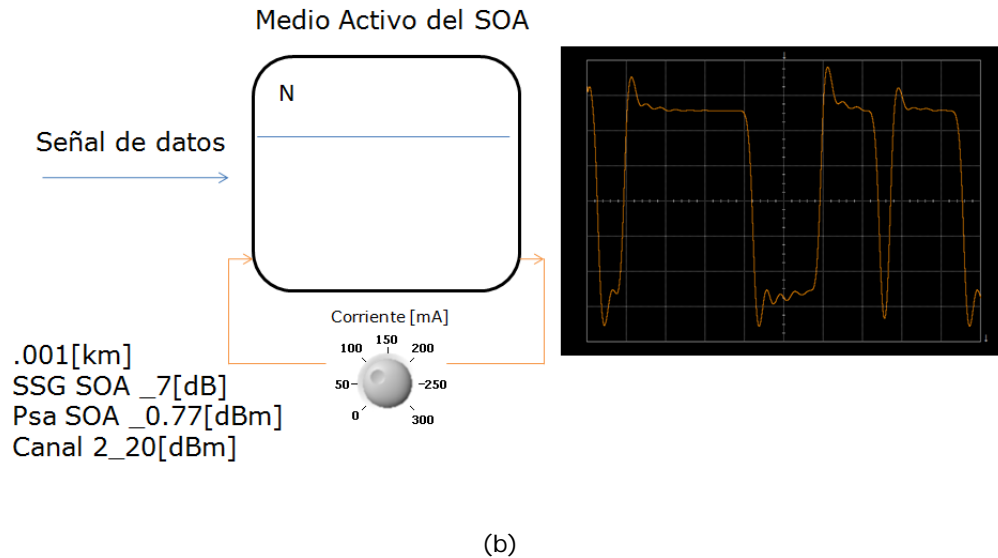 Medio Activo del SOA
N
Señal de datos
Corriente [mA]
150
100
200
50-
-250
0
300
.001[km]
SSG SOA _7[dB]
Psa SOA _0.77[dBm]
Canal 2_20[dBm]
(b)